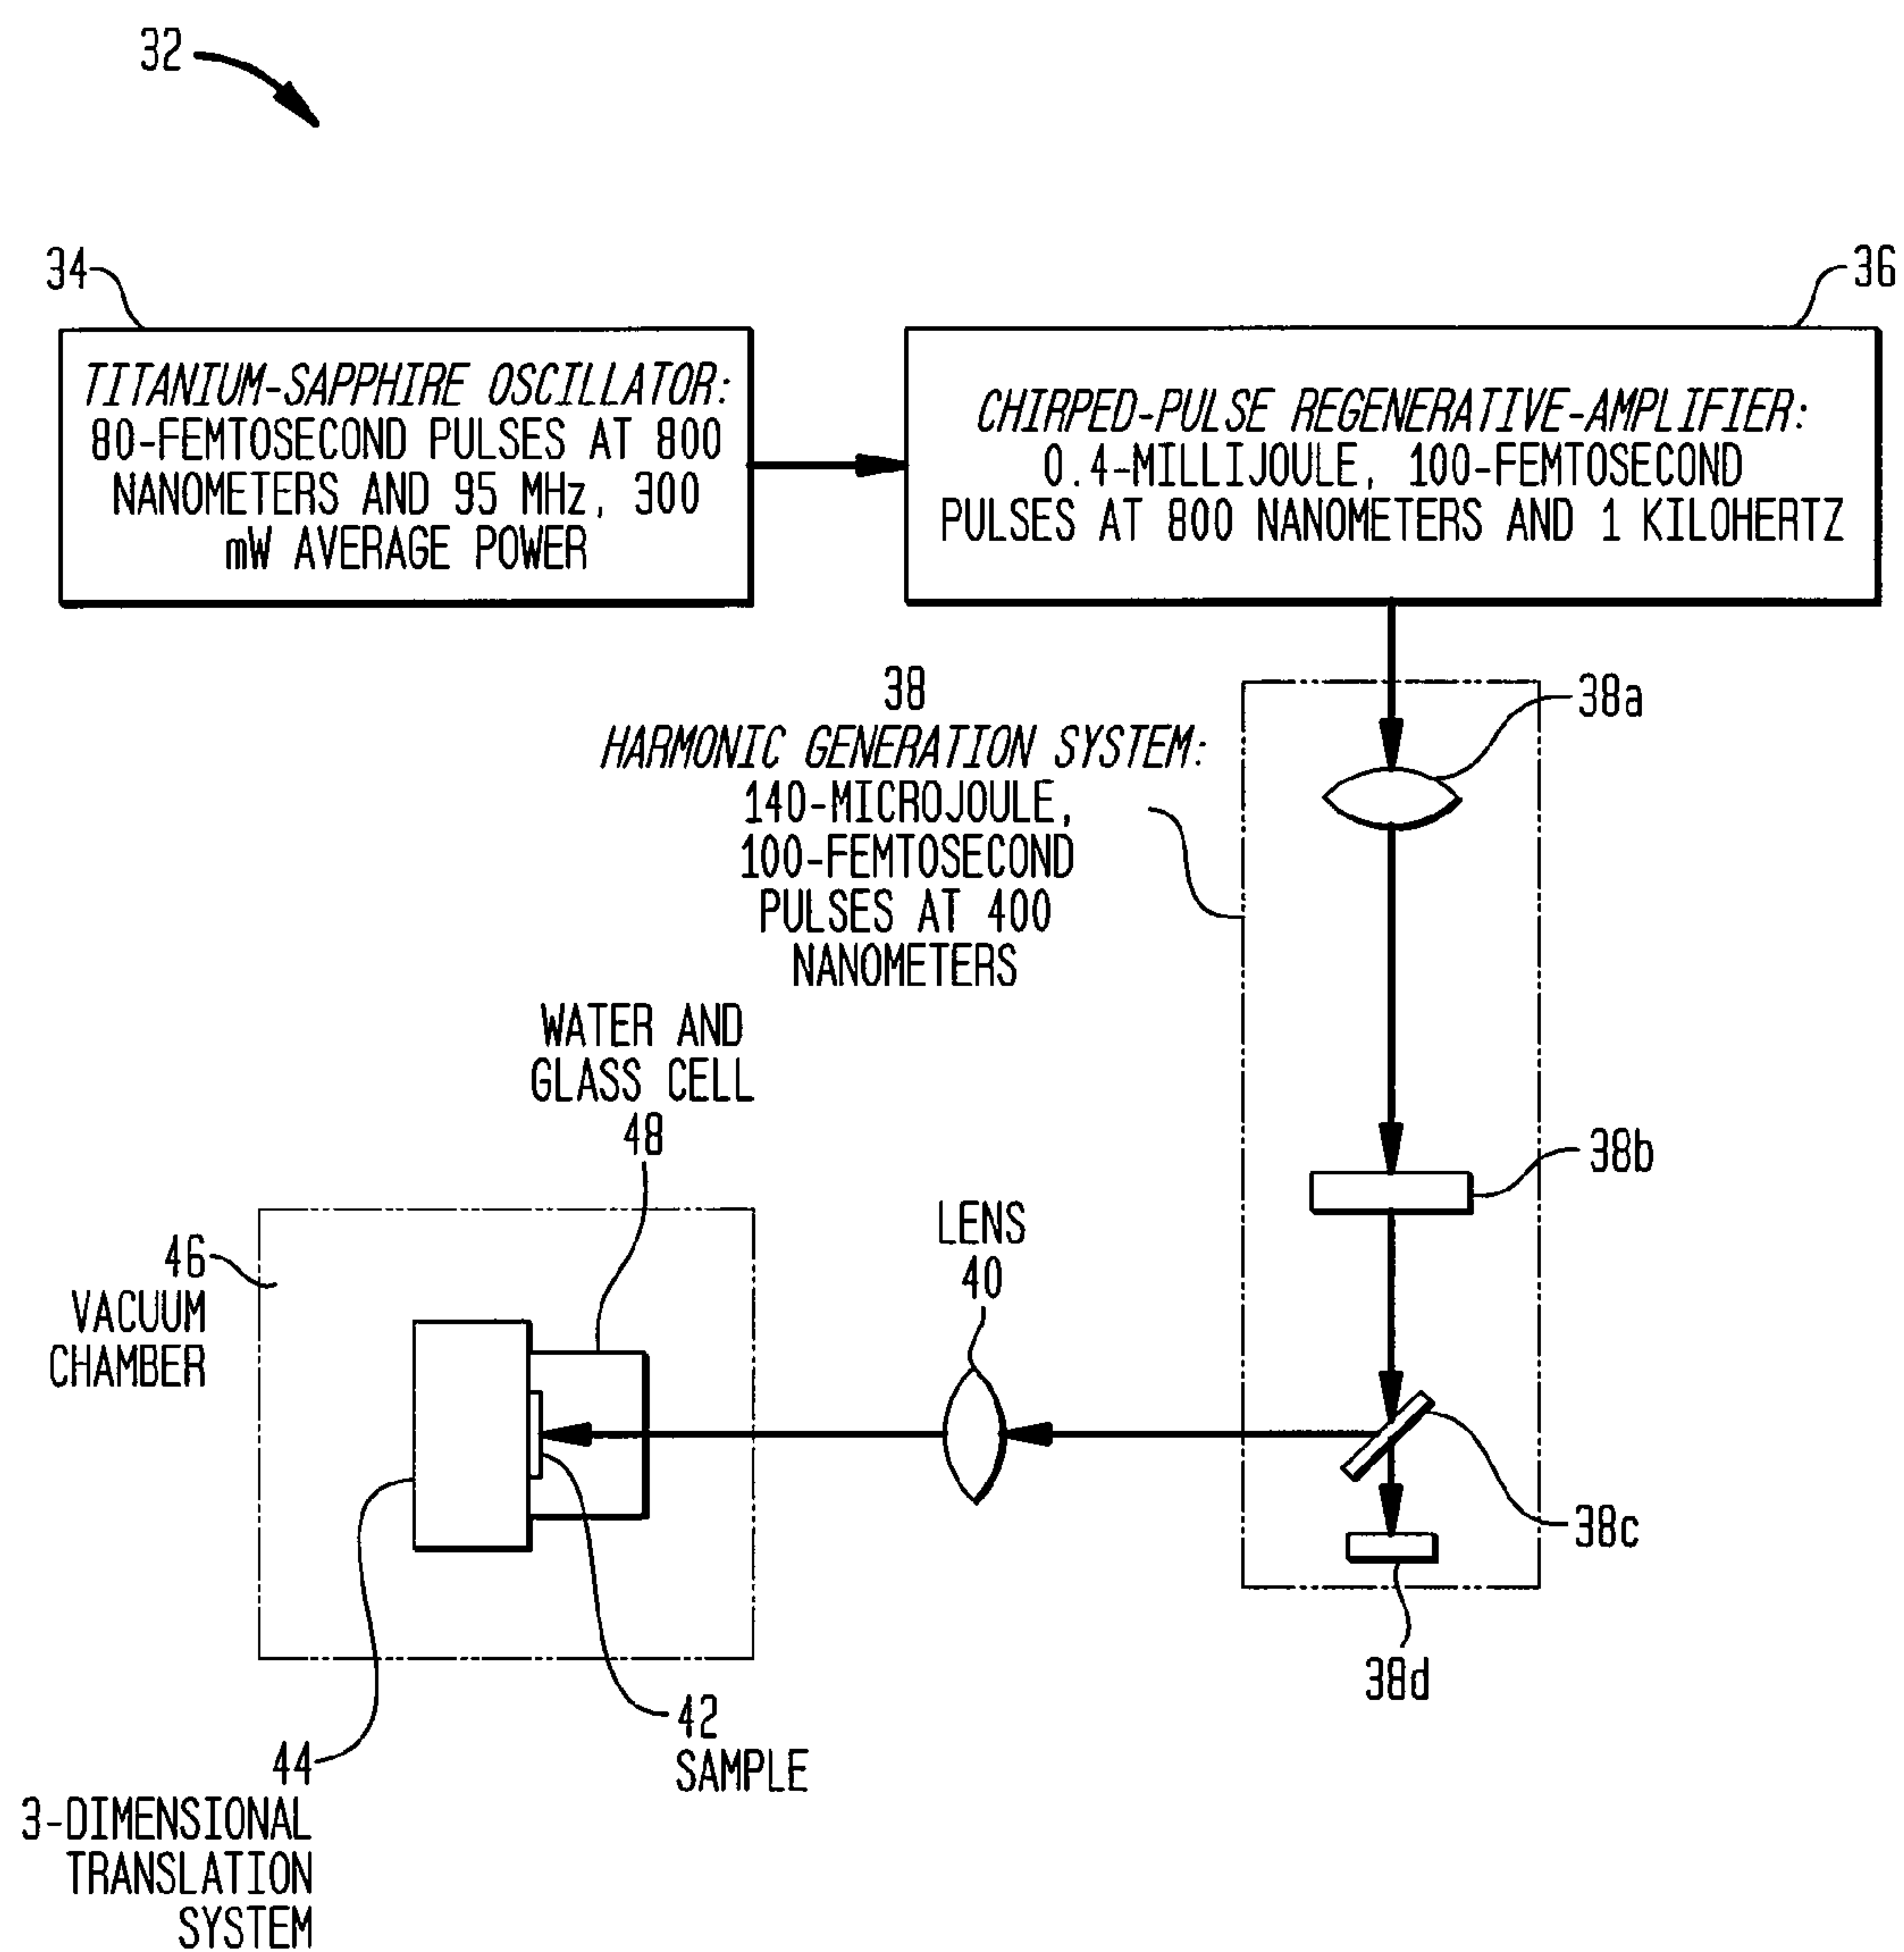 32
34
36
TITANIUM-SAPPHIRE OSCILLATOR:
80-FEMTOSECOND PULSES AT 800
NANOMETERS AND 95 MHz, 300
mW AVERAGE POWER
CHIRPED-PULSE REGENERATIVE-AMPLIFIER:
0.4-MILLIJOULE, 100-FEMTOSECOND
PULSES AT 800 NANOMETERS AND 1 KILOHERTZ
38
HARMONIC GENERATION SYSTEM:
140-MICROJOULE,
100-FEMTOSECOND
PULSES AT 400
NANOMETERS
38a
WATER AND
GLASS CELL
48
38b
LENS
40
46
VACUUM
CHAMBER
38c
38d
42
SAMPLE
44
3-DIMENSIONAL
TRANSLATION
SYSTEM